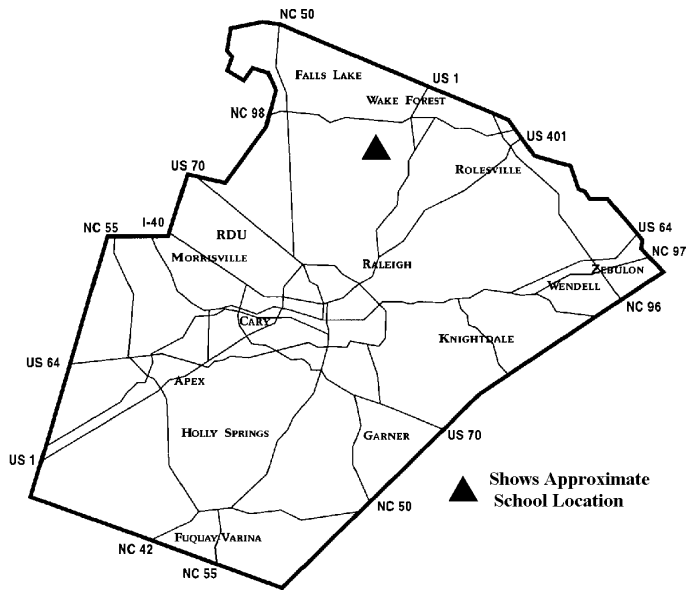 NC 50
FALLS LAKE
US 1
WAKE FOREST
NC 98
US 401
US 70
ROLESVILLE
NC 55
I-40
RDU
US 64
MORRISVILLE
RALEIGH
NC 97
ZEBULON
WENDELL
NC 96
CARY
KNIGHTDALE
US 64
APEX
HOLLY SPRINGS
GARNER
US 70
US 1
Shows Approximate
School Location
NC 50
FUQUAY VARINA
NC 42
NC 55